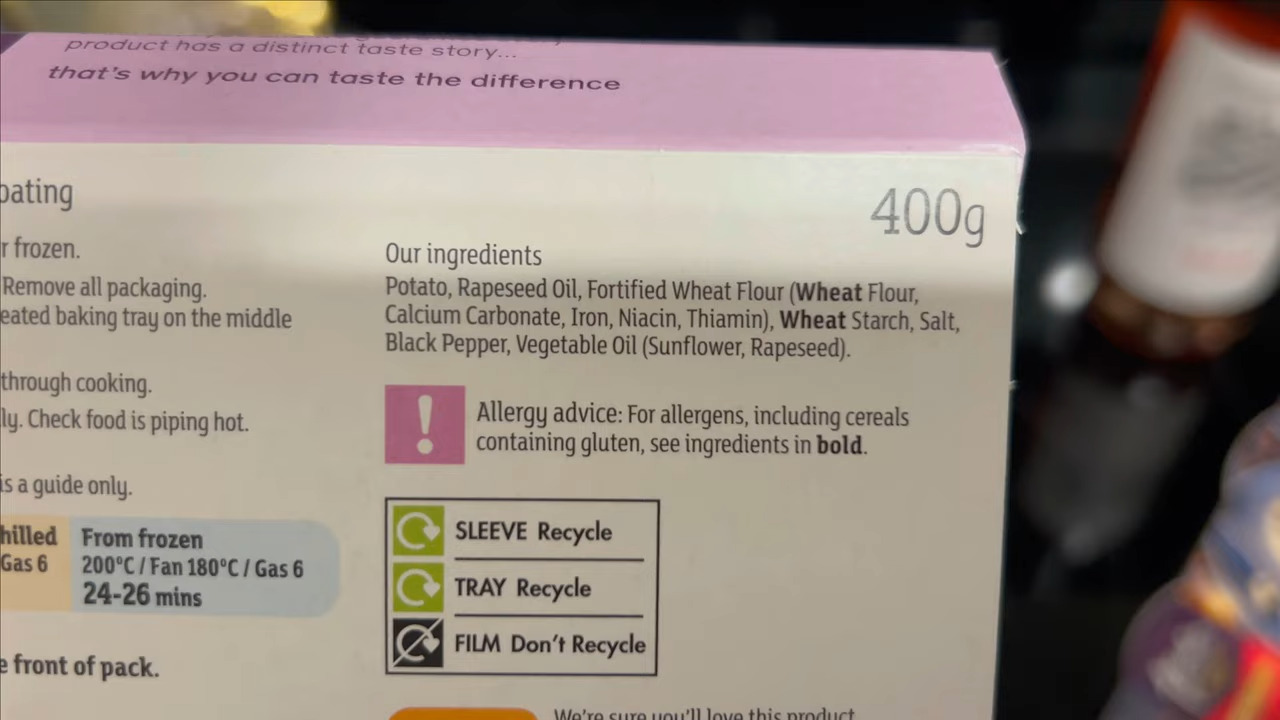 product has a distinct taste story...
that's why you can taste the difference
oating
400g
r frozen.
Remove all packaging.
eated baking tray on the middle
through cooking.
ly. Check food is piping hot.
is a guide only.
hilled
Gas 6
From frozen
200°C / Fan 180°C / Gas 6
24-26 mins
e front of pack.
Our ingredients
Potato, Rapeseed Oil, Fortified Wheat Flour (Wheat Flour,
Calcium Carbonate, Iron, Niacin, Thiamin), Wheat Starch, Salt,
Black Pepper, Vegetable Oil (Sunflower, Rapeseed).
!
Allergy advice: For allergens, including cereals
containing gluten, see ingredients in bold.
SLEEVE Recycle
TRAY Recycle
FILM Don't Recycle
We're sure you'll love this product